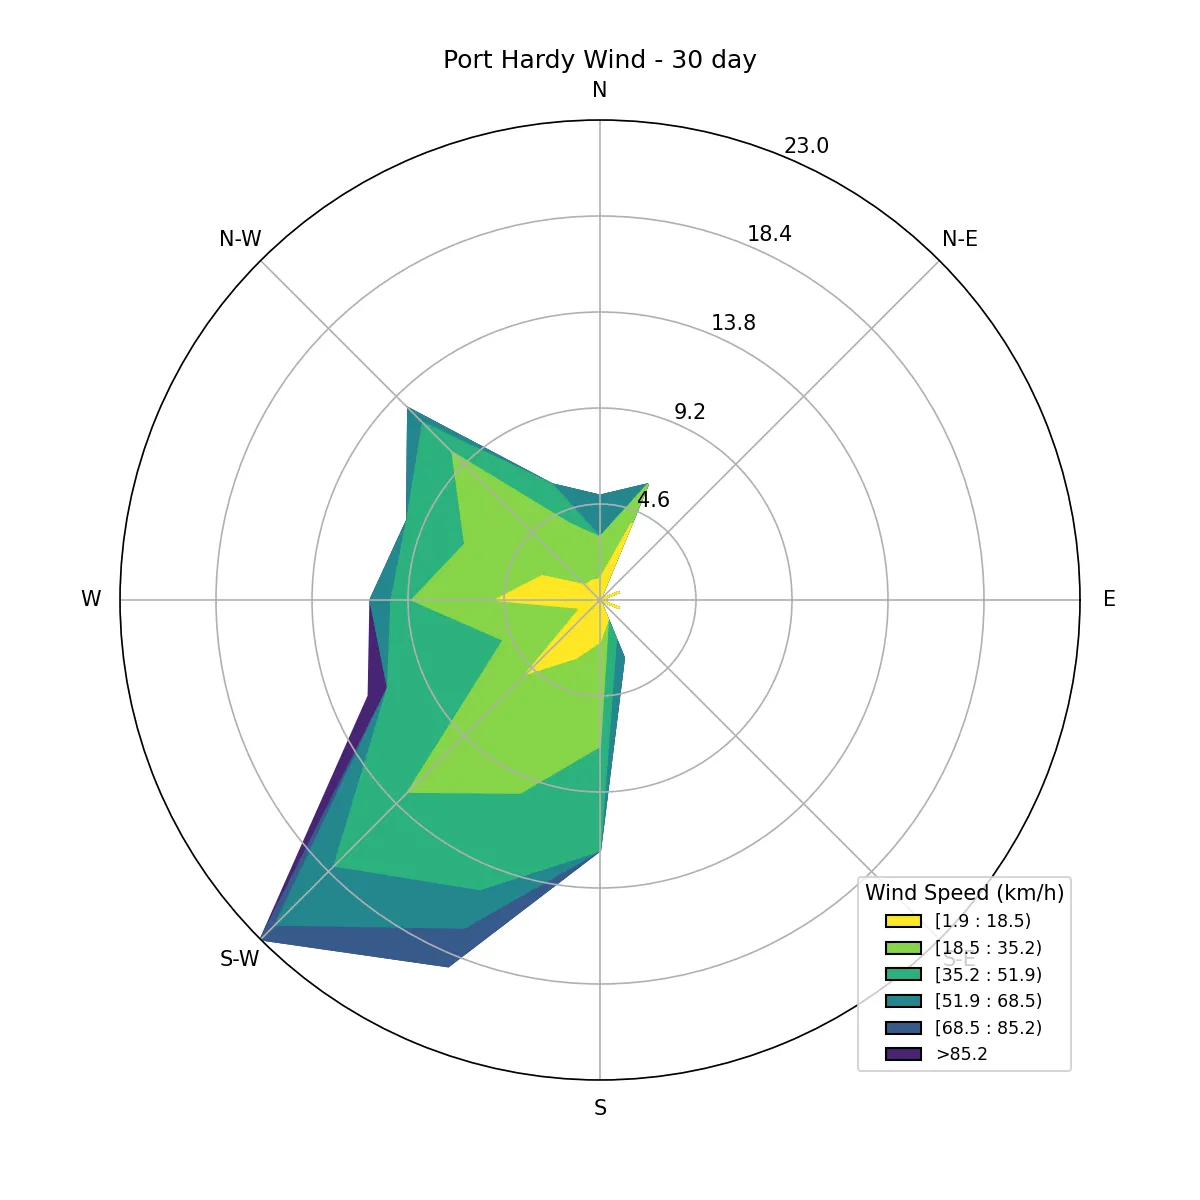 Port Hardy Wind - 30 day
N
23.0
18.4
N-W
N-E
13.8
9.2
4.6
W
E
Wind Speed (km/h)
[1.9 : 18.5)
[18.5 : 35.2)
S-W
S-E
[35.2 : 51.9)
[51.9 : 68.5)
[68.5 : 85.2)
>85.2
S